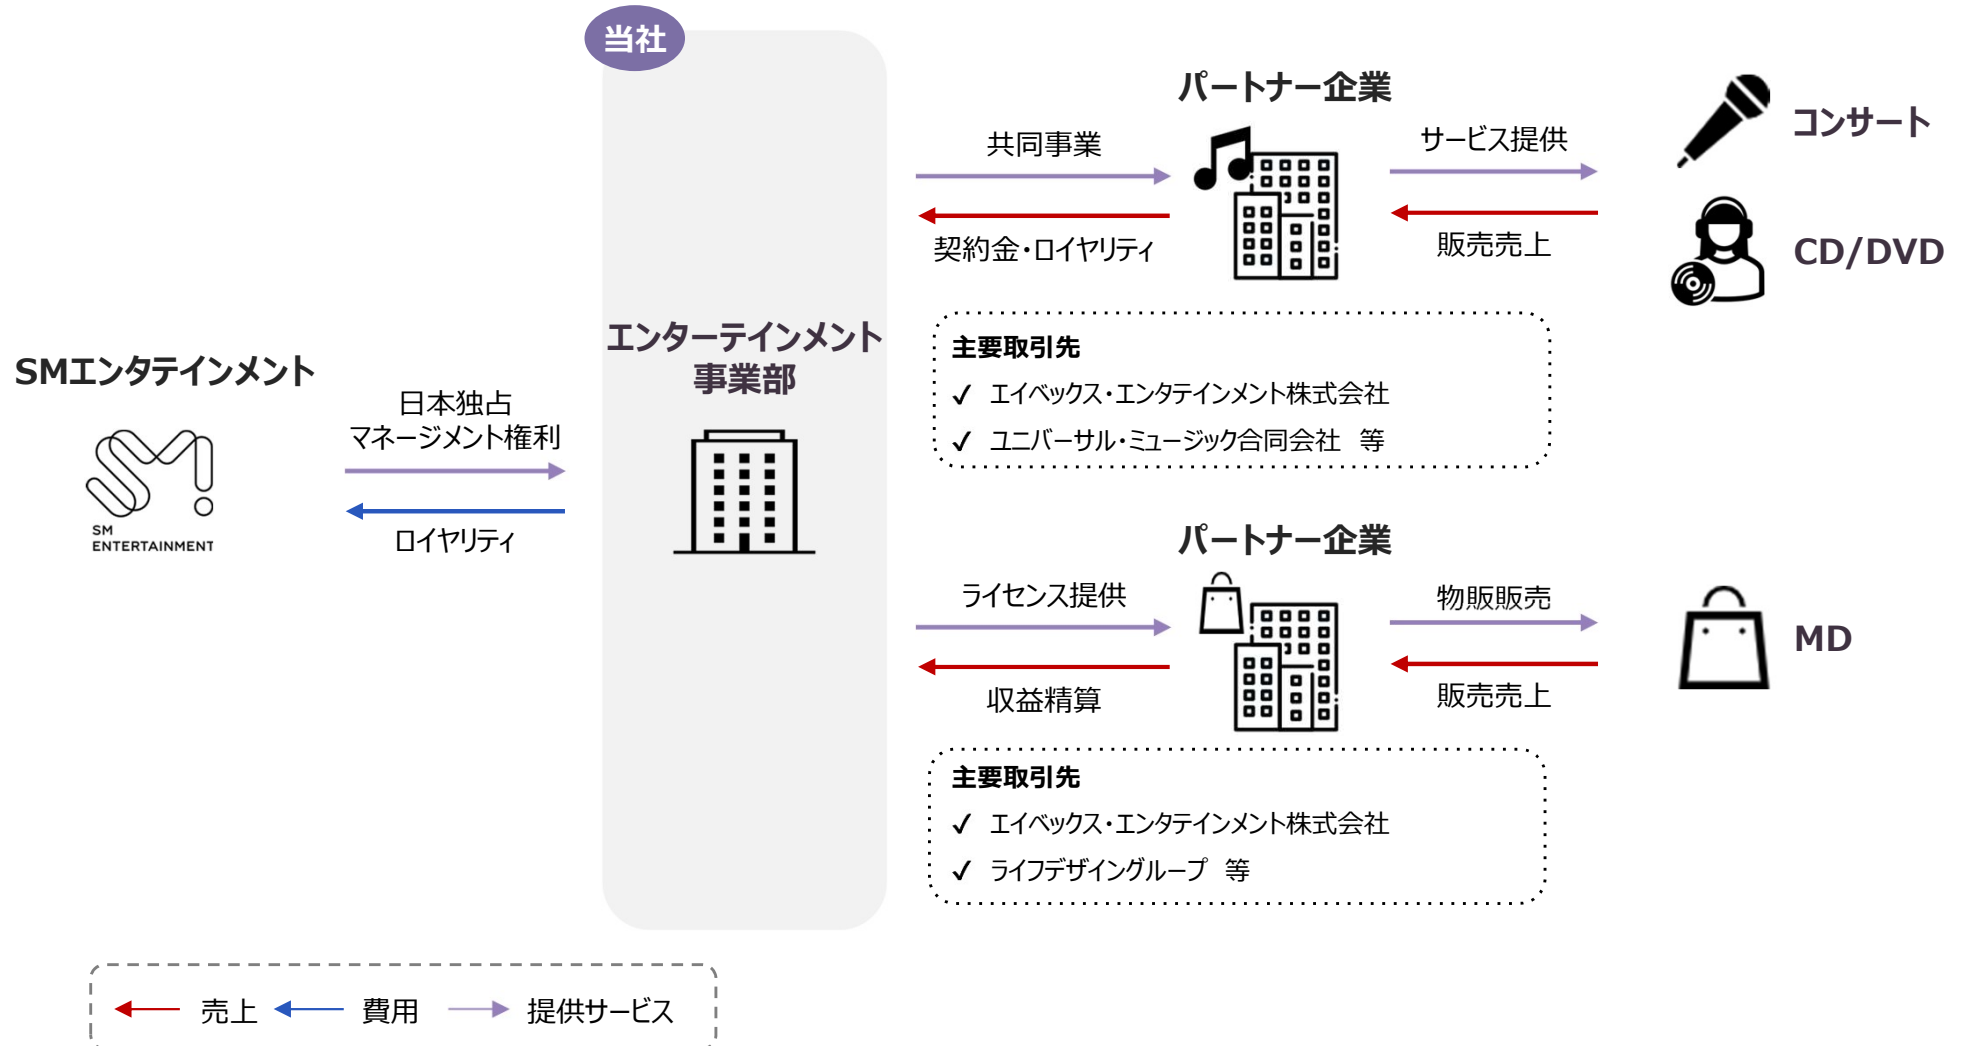 当社
パートナー企業
コンサート
共同事業
サービス提供
契約金・ロイヤリティ
販売売上
CD/DVD
エンターテインメント
事業部
主要取引先
✓ エイベックス・エンタテインメント株式会社
✓ ユニバーサル・ミュージック合同会社 等
SMエンタテインメント
日本独占
マネージメント権利
SM
ENTERTAINMENT
ロイヤリティ
パートナー企業
ライセンス提供
物販販売
MD
収益精算
販売売上
主要取引先
✓ エイベックス・エンタテインメント株式会社
✓ ライフデザイングループ 等
売上 費用 提供サービス